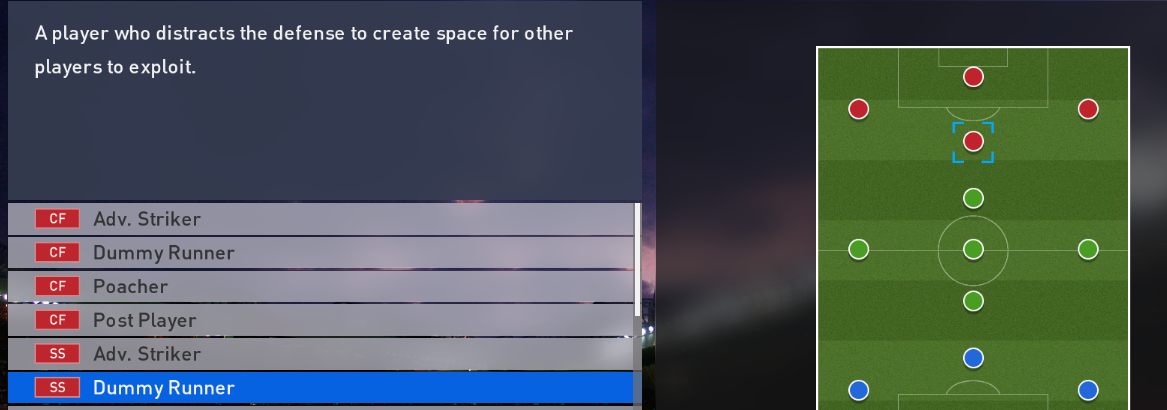 A player who distracts the defense to create space for other
players to exploit.
CF Adv. Striker
CF Dummy Runner
CF Poacher
CF Post Player
SS Adv. Striker
SS Dummy Runner